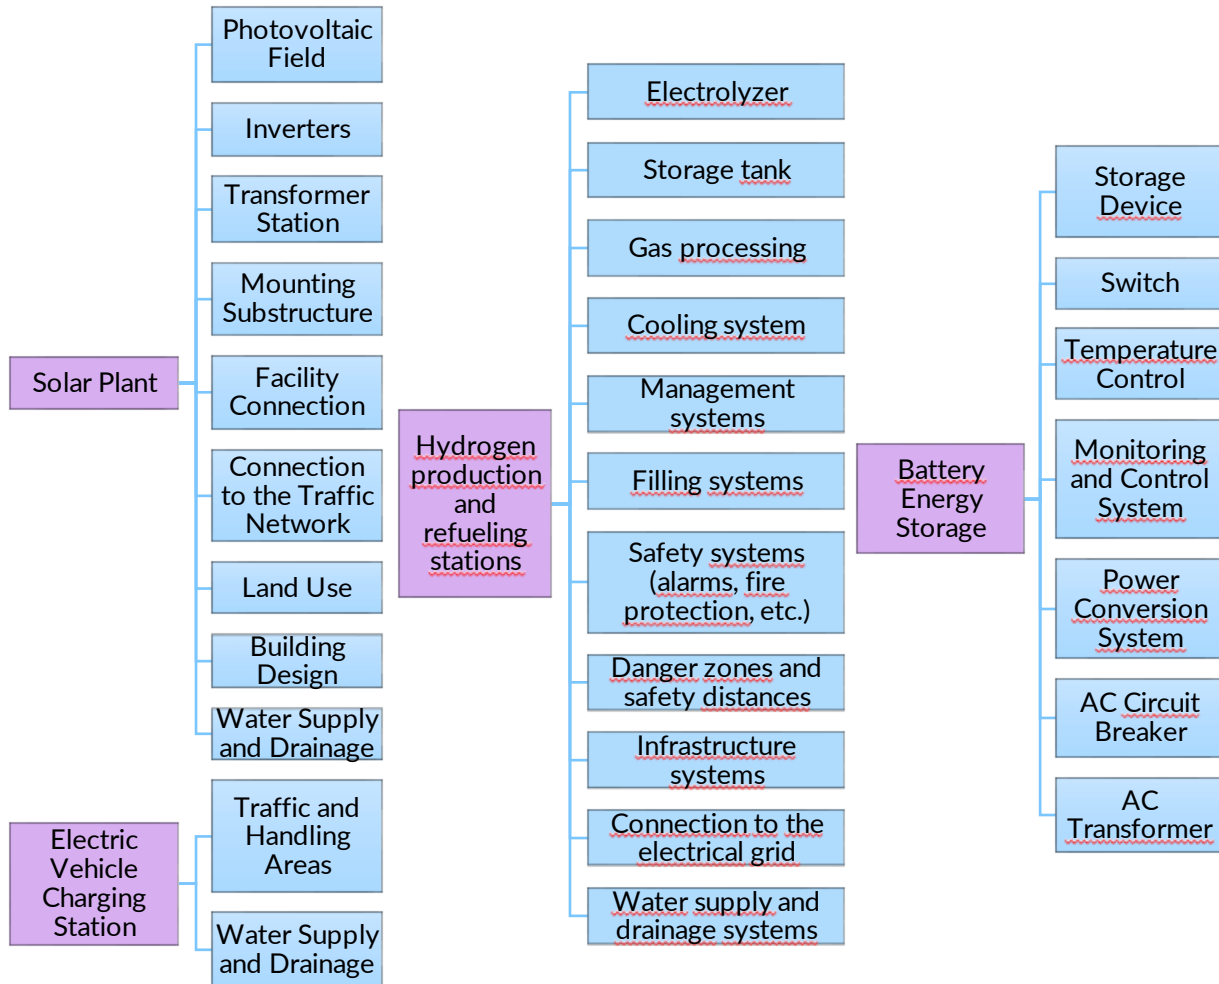 Solar Plant
Photovoltaic
Field
Inverters
Transformer
Station
Mounting
Substructure
Facility
Connection
Connection
to the Traffic
Network
Land Use
Building
Design
Water Supply
and Drainage
Electric
Vehicle
Charging
Station
Traffic and
Handling
Areas
Water Supply
and Drainage
Hydrogen
production
and
refueling
stations
Electrolyzer
Storage tank
Gas processing
Cooling system
Management
systems
Filling systems
Safety systems
(alarms, fire
protection, etc.)
Danger zones and
safety distances
Infrastructure
systems
Connection to the
electrical grid
Water supply and
drainage systems
Battery
Energy
Storage
Storage
Device
Switch
Temperature
Control
Monitoring
and Control
System
Power
Conversion
System
AC Circuit
Breaker
AC
Transformer